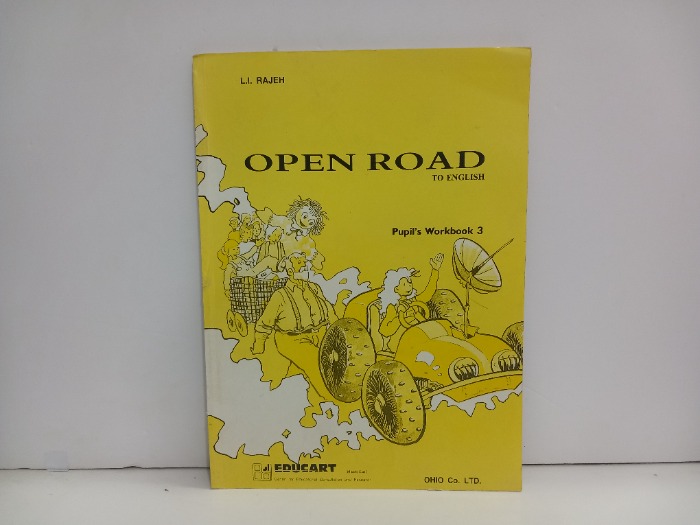 L.I. RAJEH
OPEN ROAD
TO ENGLISH
Pupil's Workbook 3
EDUCART
OHIO Co. LTD.